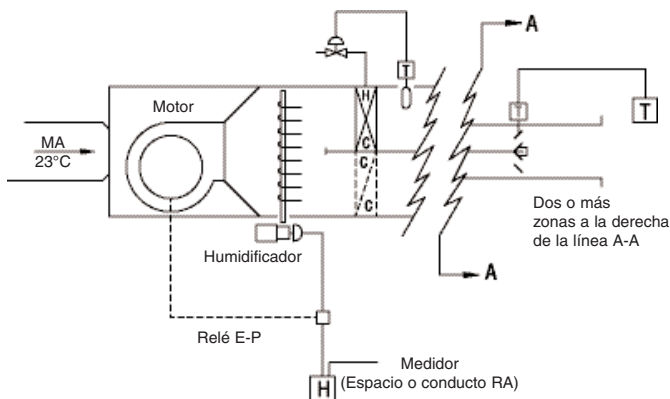 A
T
T
T
Motor
H
C
C
C
MA
23°C
Dos o más
zonas a la derecha
de la línea A-A
Humidificador
A
Relé E-P
Medidor
(Espacio o conducto RA)
H